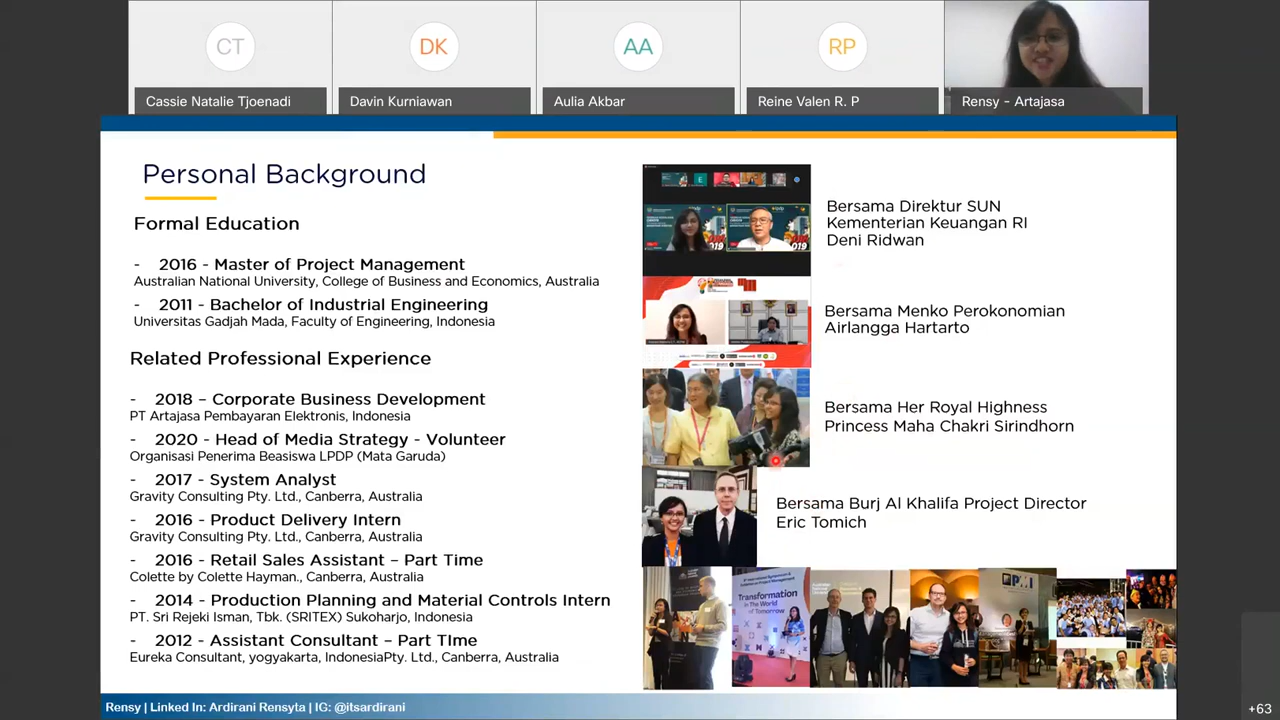 CT
DK
AA
RP
Cassie Natalie Tjoenadi
Davin Kurniawan
Aulia Akbar
Reine Valen R. P
Rensy - Artajasa
Personal Background
Formal Education
- 2016 - Master of Project Management
Australian National University, College of Business and Economics, Australia
- 2011 - Bachelor of Industrial Engineering
Universitas Gadjah Mada, Faculty of Engineering, Indonesia
Related Professional Experience
- 2018 – Corporate Business Development
PT Artajasa Pembayaran Elektronis, Indonesia
- 2020 - Head of Media Strategy - Volunteer
Organisasi Penerima Beasiswa LPDP (Mata Garuda)
- 2017 - System Analyst
Gravity Consulting Pty. Ltd., Canberra, Australia
- 2016 - Product Delivery Intern
Gravity Consulting Pty. Ltd., Canberra, Australia
- 2016 - Retail Sales Assistant – Part Time
Colette by Colette Hayman., Canberra, Australia
- 2014 - Production Planning and Material Controls Intern
PT. Sri Rejeki Isman, Tbk. (SRITEX) Sukoharjo, Indonesia
- 2012 - Assistant Consultant – Part TIme
Eureka Consultant, yogyakarta, IndonesiaPty. Ltd., Canberra, Australia
Bersama Direktur SUN
Kementerian Keuangan RI
Deni Ridwan
Bersama Menko Perokonomian
Airlangga Hartarto
Bersama Her Royal Highness
Princess Maha Chakri Sirindhorn
Bersama Burj Al Khalifa Project Director
Eric Tomich
Transformation
in The World
of Tomorrow
Rensy | Linked In: Ardirani Rensyta | IG: @itsardirani
+63